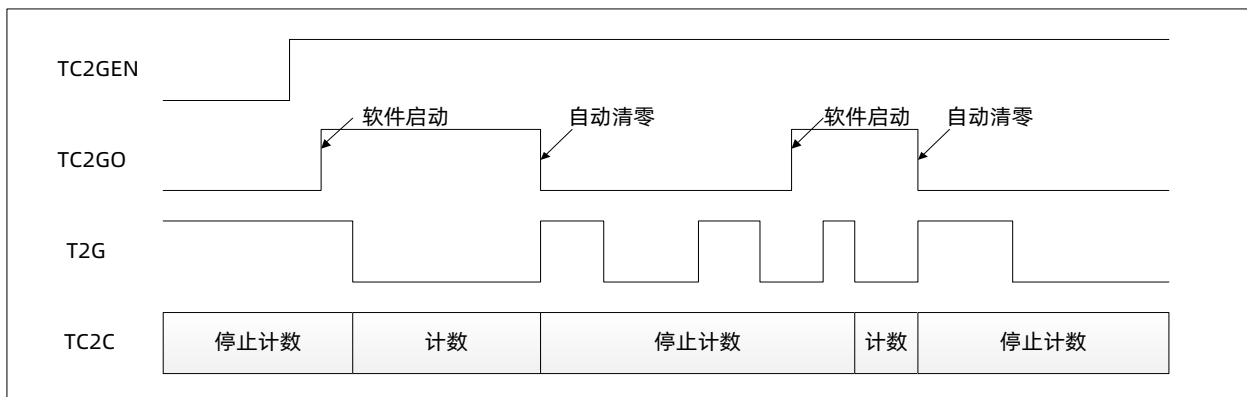 TC2GEN
软件启动 自动清零 软件启动 自动清零
TC2GO
T2G
TC2C 停止计数 计数 停止计数 计数 停止计数